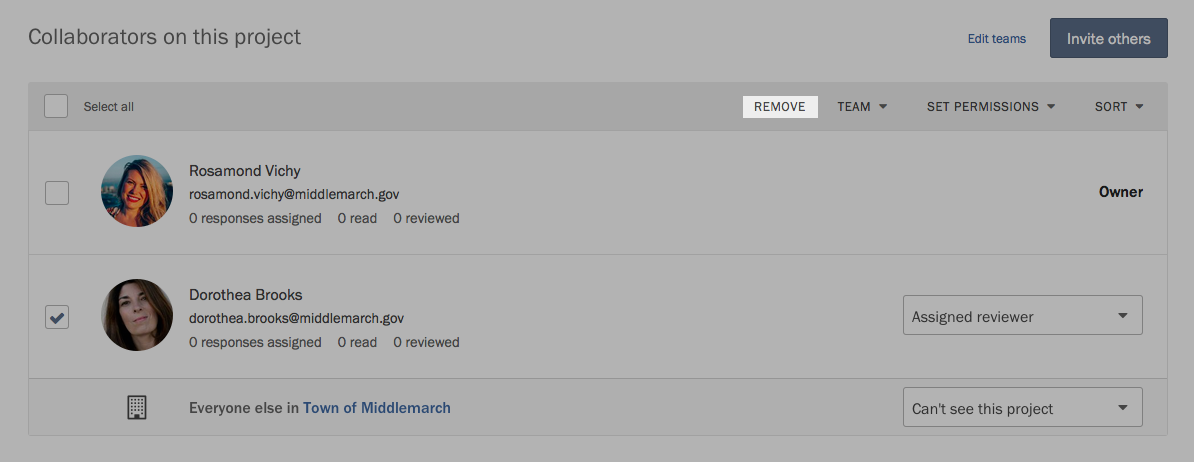 Collaborators on this project
Edit teams
Invite others
Select all
REMOVE
TEAM
SET PERMISSIONS
SORT
Rosamond Vichy
rosamond.vichy@middlemarch.gov
0 responses assigned 0 read 0 reviewed
Owner
Dorothea Brooks
dorothea.brooks@middlemarch.gov
0 responses assigned 0 read 0 reviewed
Assigned reviewer
Everyone else in Town of Middlemarch
Can't see this project